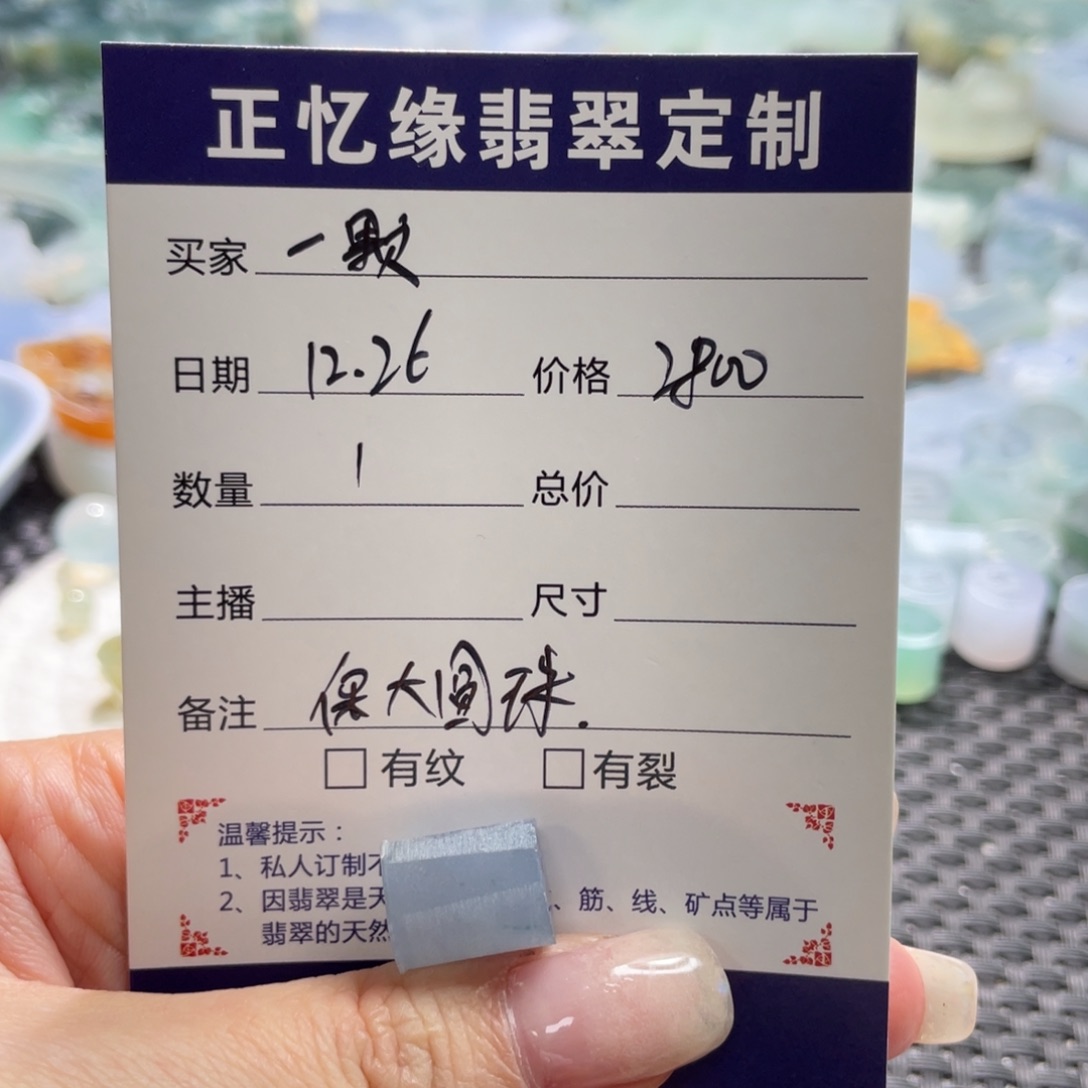 正忆缘翡翠定制
买家 一颗
日期 12.26 价格 2800
数量 1 总价
主播 尺寸
备注 保大圆珠.
有纹 有裂
温馨提示：
1、私人订制不
2、因翡翠是天 、筋、线、矿点等属于
翡翠的天然